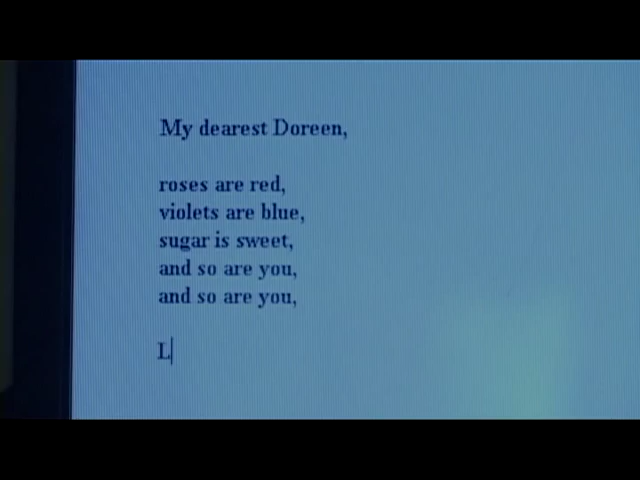 My dearest Doreen,
roses are red,
violets are blue,
sugar is sweet,
and so are you,
and so are you,
L